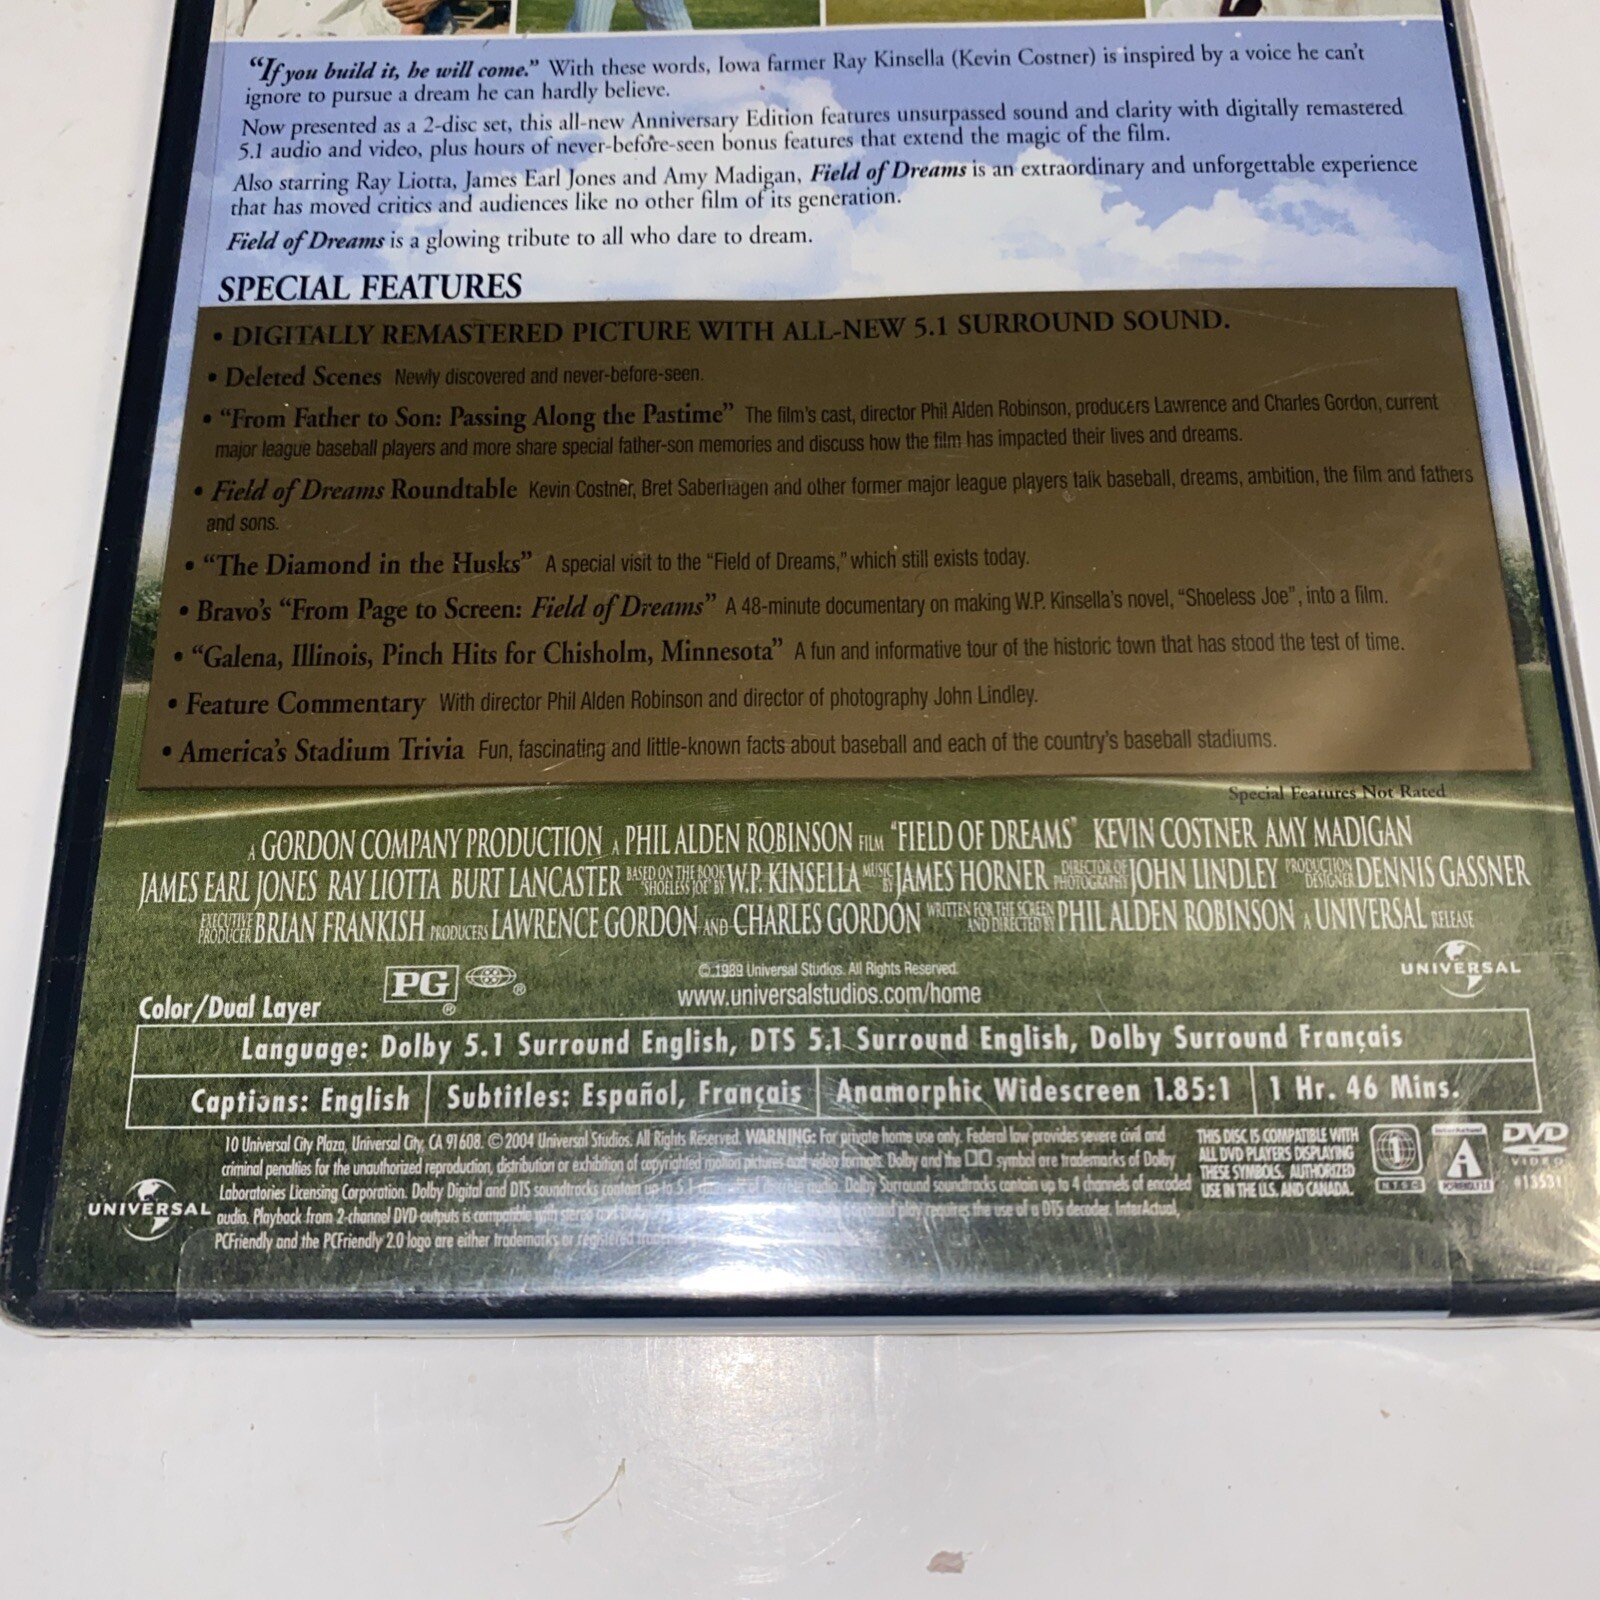 “If you build it, he will come.” With these words, Iowa farmer Ray Kinsella (Kevin Costner) is inspired by a voice he can't
ignore to pursue a dream he can hardly believe.
Now presented as a 2-disc set, this all-new Anniversary Edition features unsurpassed sound and clarity with digitally remastered
5.1 audio and video, plus hours of never-before-seen bonus features that extend the magic of the film.
Also starring Ray Liotta, James Earl Jones and Amy Madigan, Field of Dreams is an extraordinary and unforgettable experience
that has moved critics and audiences like no other film of its generation.
Field of Dreams is a glowing tribute to all who dare to dream.
SPECIAL FEATURES
• DIGITALLY REMASTERED PICTURE WITH ALL-NEW 5.1 SURROUND SOUND.
• Deleted Scenes Newly discovered and never-before-seen.
• “From Father to Son: Passing Along the Pastime” The film's cast, director Phil Alden Robinson, producers Lawrence and Charles Gordon, current
major league baseball players and more share special father-son memories and discuss how the film has impacted their lives and dreams.
• Field of Dreams Roundtable Kevin Costner, Bret Saberhagen and other former major league players talk baseball, dreams, ambition, the film and fathers
and sons.
• “The Diamond in the Husks” A special visit to the “Field of Dreams,” which still exists today.
• Bravo's “From Page to Screen: Field of Dreams” A 48-minute documentary on making W.P. Kinsella's novel, “Shoeless Joe”, into a film.
• “Galena, Illinois, Pinch Hits for Chisholm, Minnesota” A fun and informative tour of the historic town that has stood the test of time.
• Feature Commentary With director Phil Alden Robinson and director of photography John Lindley.
• America's Stadium Trivia Fun, fascinating and little-known facts about baseball and each of the country's baseball stadiums.
Special Features Not Rated
A GORDON COMPANY PRODUCTION A PHIL ALDEN ROBINSON FILM “FIELD OF DREAMS” KEVIN COSTNER AMY MADIGAN
JAMES EARL JONES RAY LIOTTA BURT LANCASTER BASED ON THE BOOK ‘SHOELESS JOE’ BY W.P. KINSELLA MUSIC BY JAMES HORNER DIRECTOR OF PHOTOGRAPHY JOHN LINDLEY PRODUCTION DESIGNER DENNIS GASSNER
EXECUTIVE PRODUCER BRIAN FRANKISH PRODUCERS LAWRENCE GORDON AND CHARLES GORDON WRITTEN FOR THE SCREEN AND DIRECTED BY PHIL ALDEN ROBINSON A UNIVERSAL RELEASE
PG ®
®
© 1989 Universal Studios. All Rights Reserved.
www.universalstudios.com/home
UNIVERSAL
Color/Dual Layer
Language: Dolby 5.1 Surround English, DTS 5.1 Surround English, Dolby Surround Français
Captions: English Subtitles: Español, Français Anamorphic Widescreen 1.85:1 1 Hr. 46 Mins.
10 Universal City Plaza, Universal City, CA 91608. © 2004 Universal Studios. All Rights Reserved. WARNING: For private home use only. Federal law provides severe civil and
criminal penalties for the unauthorized reproduction, distribution or exhibition of copyrighted motion pictures and video formats. Dolby and the symbol are trademarks of Dolby
Laboratories Licensing Corporation. Dolby Digital and DTS soundtracks contain up to 5.1 audio. Dolby Surround soundtracks contain up to 4 channels of encoded
audio. Playback from 2-channel DVD outputs is compatible with stereo and play requires the use of a DTS decoder. InterActual,
PCFriendly and the PCFriendly 2.0 logo are either trademarks or registered
UNIVERSAL
THIS DISC IS COMPATIBLE WITH
ALL DVD PLAYERS DISPLAYING
THESE SYMBOLS. AUTHORIZED
USE IN THE U.S. AND CANADA.
1
NTSC
DVD
VIDEO
#13531